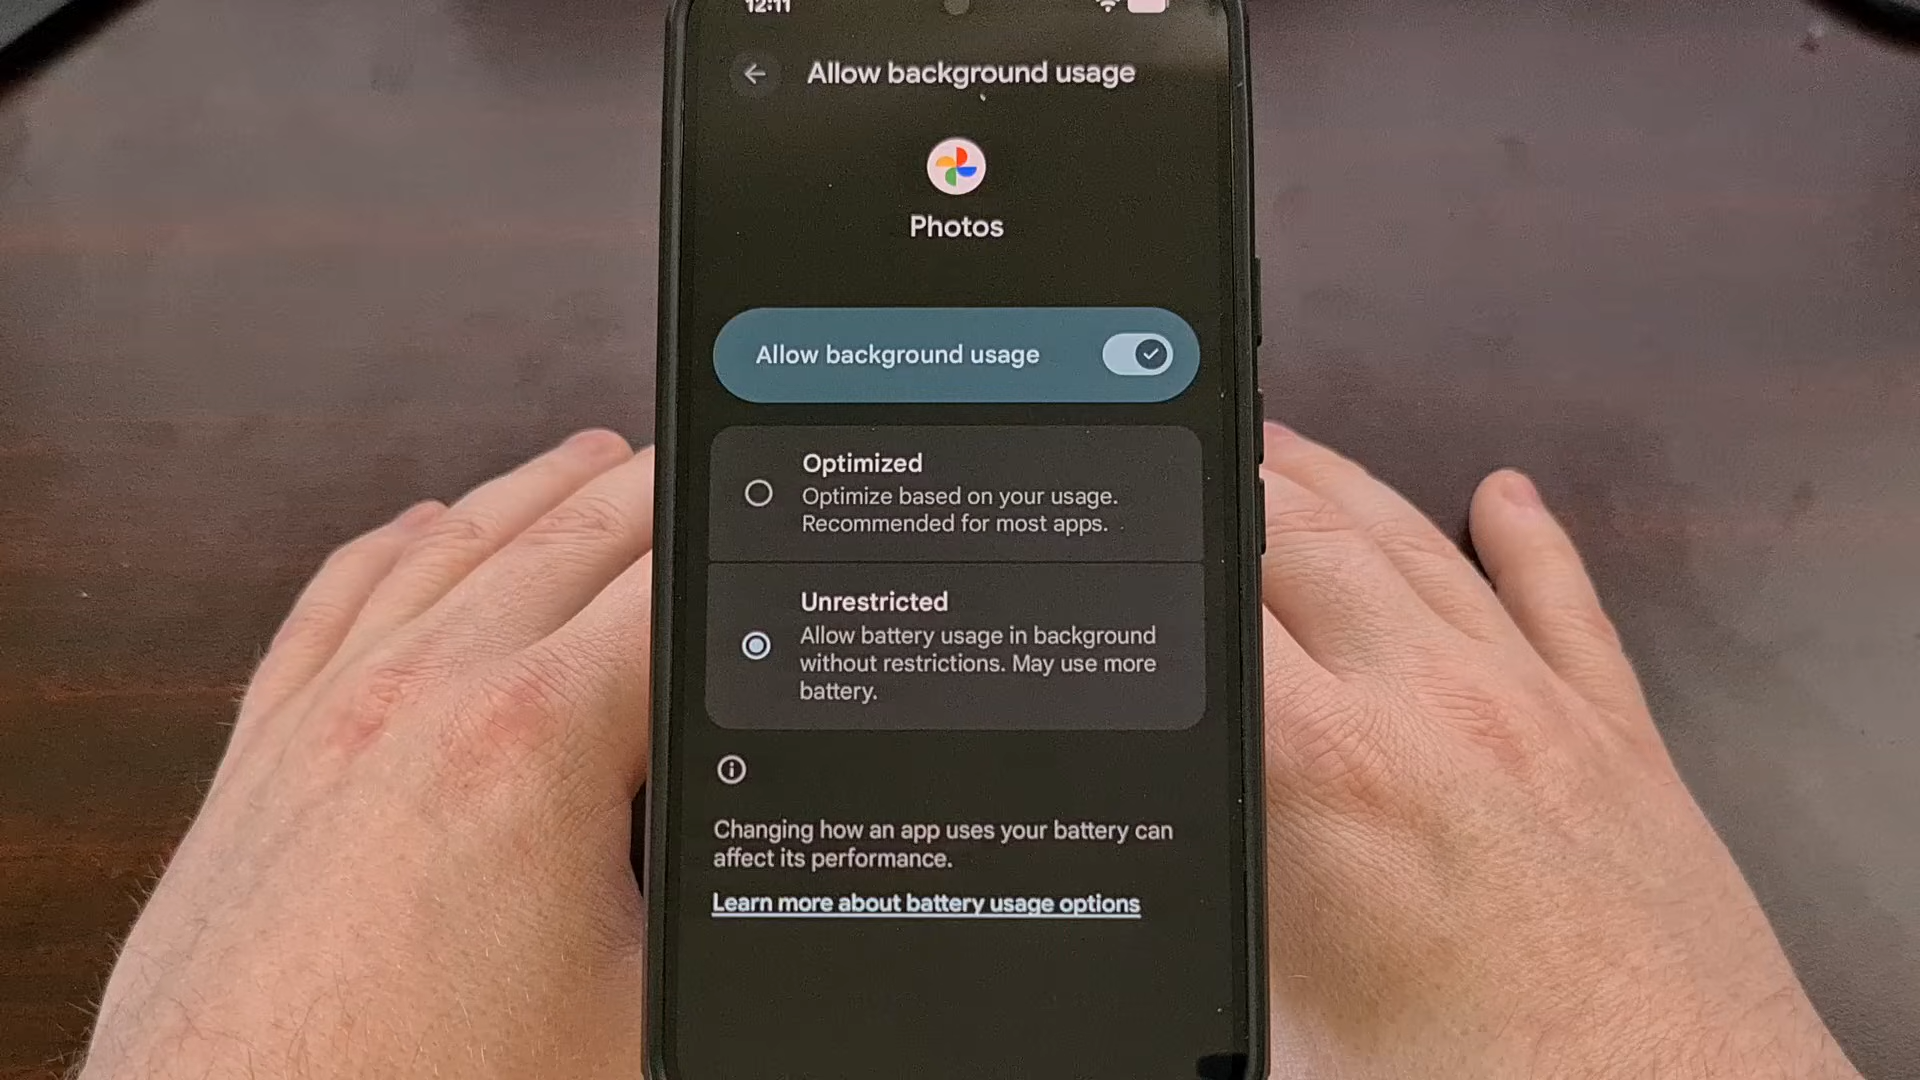 12:11
Allow background usage
Photos
Allow background usage
Optimized
Optimize based on your usage.
Recommended for most apps.
Unrestricted
Allow battery usage in background
without restrictions. May use more
battery.
Changing how an app uses your battery can
affect its performance.
Learn more about battery usage options